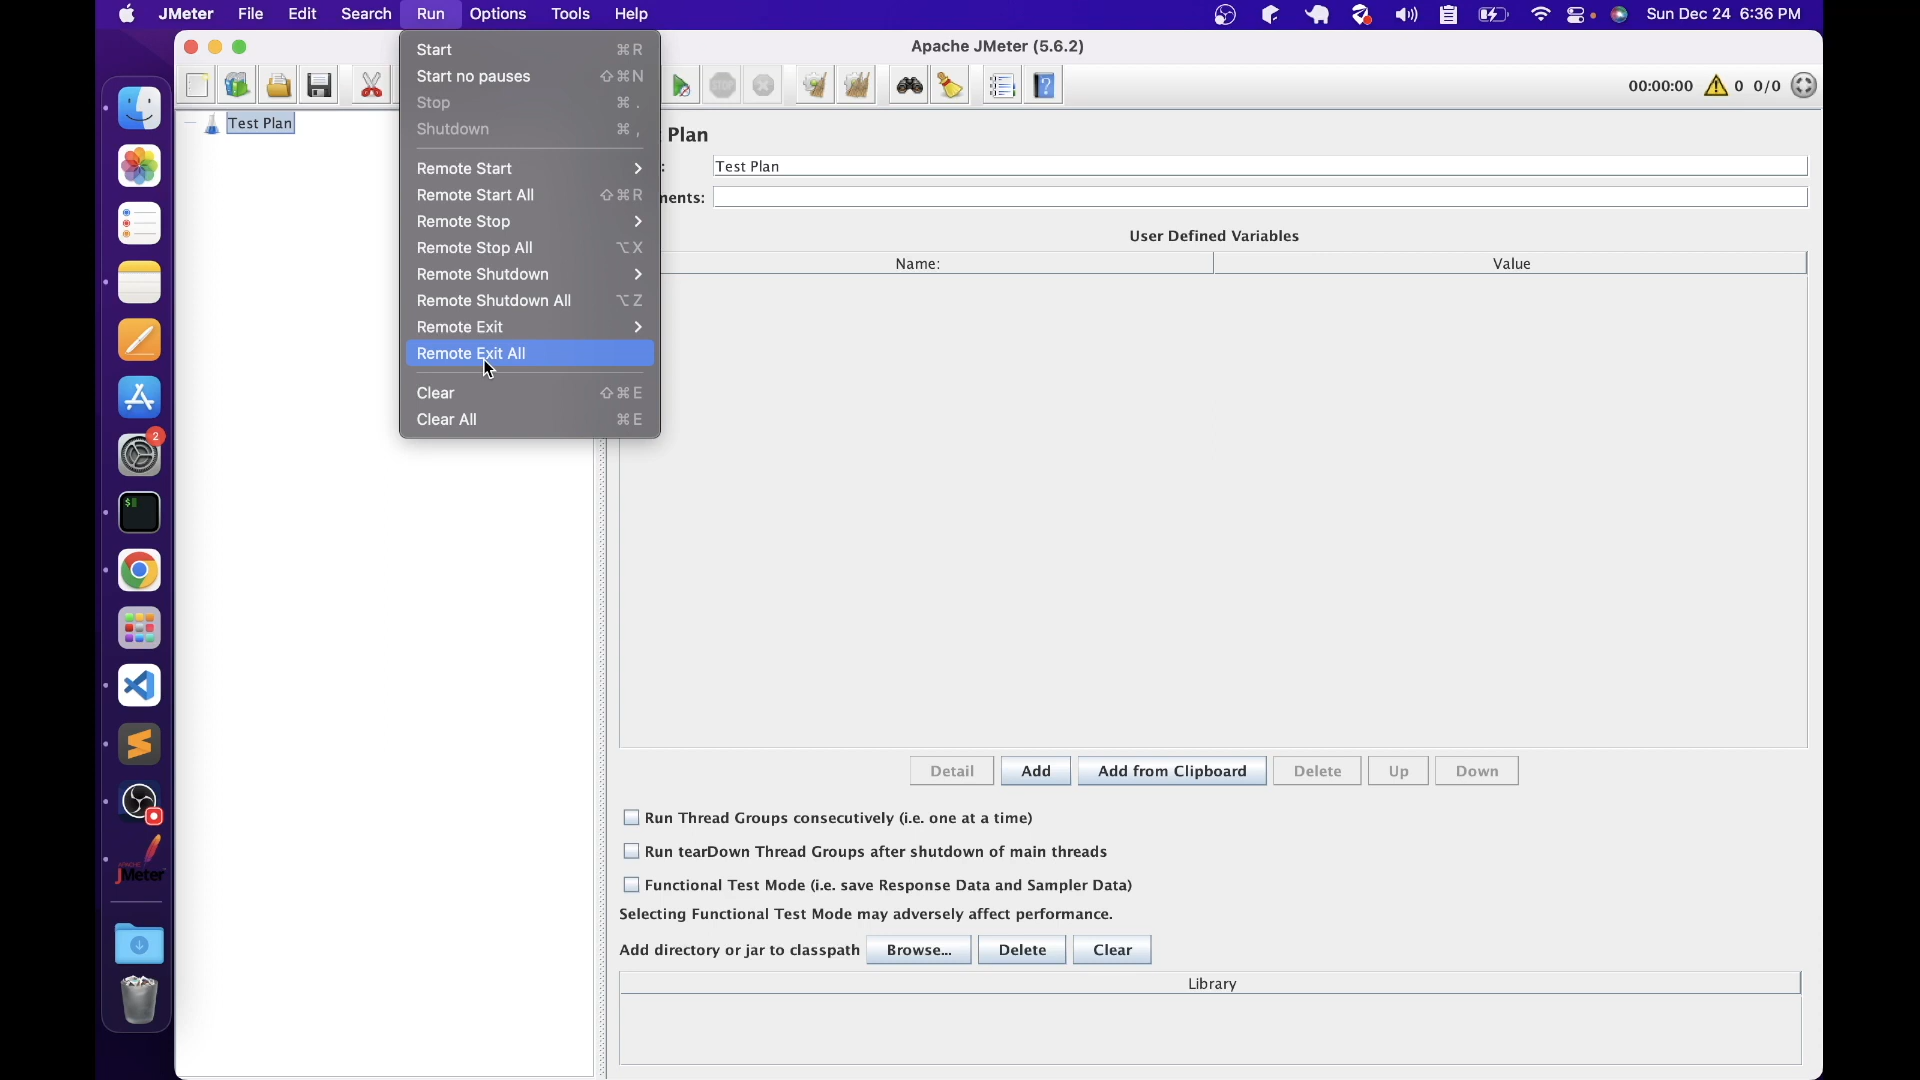 JMeter File Edit Search Run Options Tools Help Sun Dec 24 6:36 PM
Apache JMeter (5.6.2)
Start ⌘R
Start no pauses ⇧⌘N
Stop ⌘.
Shutdown ⌘,
Remote Start
Remote Start All ⇧⌘R
Remote Stop
Remote Stop All ⌥X
Remote Shutdown
Remote Shutdown All ⌥Z
Remote Exit
Remote Exit All
Clear ⇧⌘E
Clear All ⌘E
STOP
00:00:00 0 0/0
Test Plan
Plan
: Test Plan
ments:
User Defined Variables
Name: Value
Detail Add Add from Clipboard Delete Up Down
Run Thread Groups consecutively (i.e. one at a time)
Run tearDown Thread Groups after shutdown of main threads
Functional Test Mode (i.e. save Response Data and Sampler Data)
Selecting Functional Test Mode may adversely affect performance.
Add directory or jar to classpath Browse... Delete Clear
Library
2
$
APACHE
JMeter